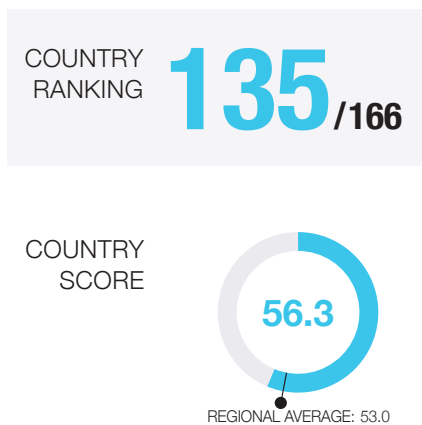 COUNTRY
RANKING
135/166
COUNTRY
SCORE
56.3
REGIONAL AVERAGE: 53.0